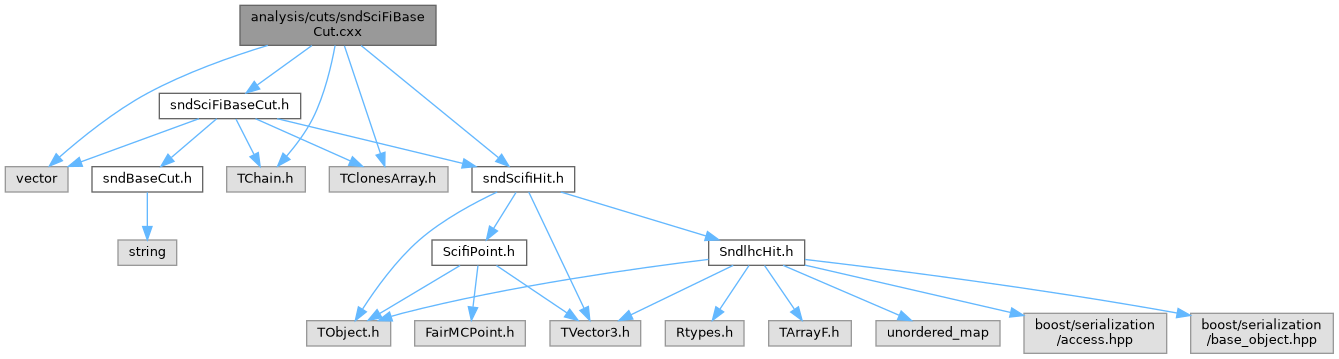 analysis/cuts/sndSciFiBase
Cut.cxx
sndSciFiBaseCut.h
vector
sndBaseCut.h
TChain.h
TClonesArray.h
sndScifiHit.h
string
ScifiPoint.h
SndlhcHit.h
TObject.h
FairMCPoint.h
TVector3.h
Rtypes.h
TArrayF.h
unordered_map
boost/serialization
/access.hpp
boost/serialization
/base_object.hpp